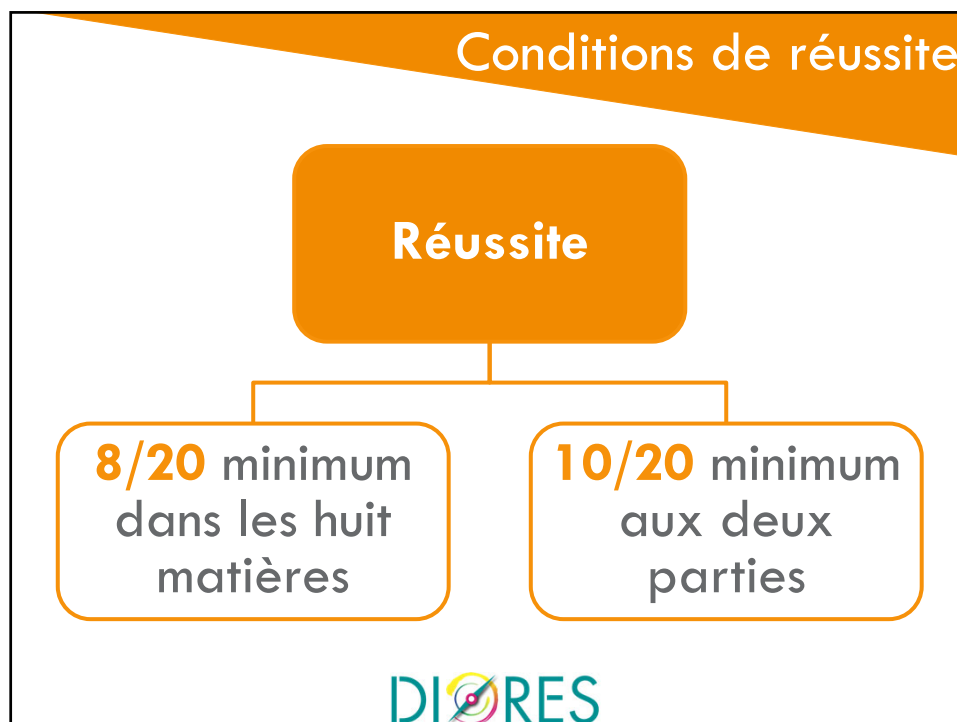 Conditions de réussite
Réussite
8/20 minimum
dans les huit
matières
10/20 minimum
aux deux
parties
DIORES